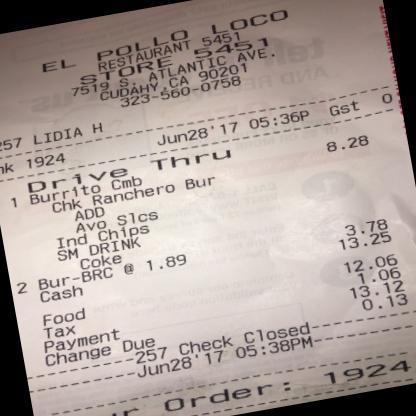 EL POLLO LOCO
RESTAURANT 5451
STORE 5451
7519 S. ATLANTIC AVE.
CUDAHY, CA 90201
323-560-0758
257 LIDIA H
1924 Jun28'17 05:36P Gst 0
Drive Thru
1 Burrito Cmb 8.28
Chk Ranchero Bur
ADD
Avo Slcs
Ind Chips
SM DRINK
Coke
2 Bur-BRC @ 1.89 3.78
Cash 13.25
Food 12.06
Tax 1.06
Payment 13.12
Change Due 0.13
257 Check Closed
Jun28'17 05:38PM
Order: 1924